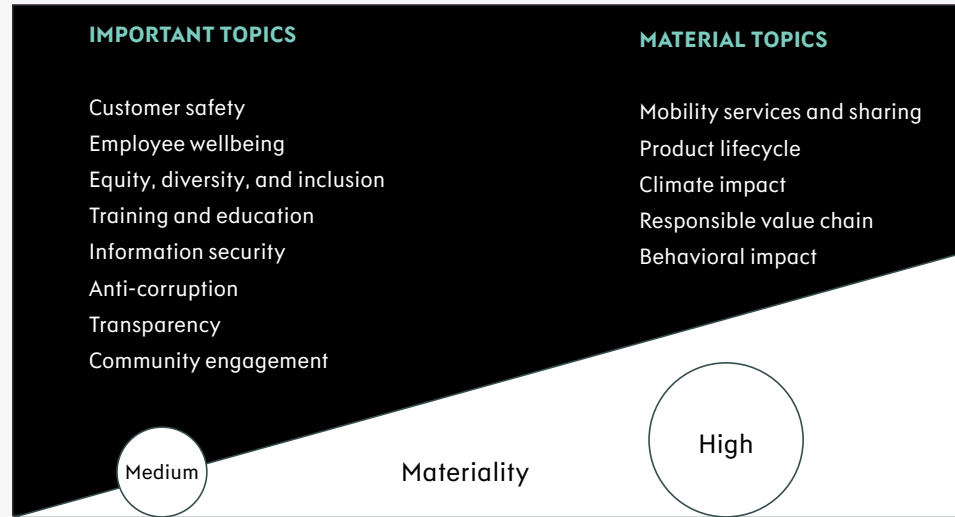 IMPORTANT TOPICS
Customer safety
Employee wellbeing
Equity, diversity, and inclusion
Training and education
Information security
Anti-corruption
Transparency
Community engagement
MATERIAL TOPICS
Mobility services and sharing
Product lifecycle
Climate impact
Responsible value chain
Behavioral impact
Medium
Materiality
High